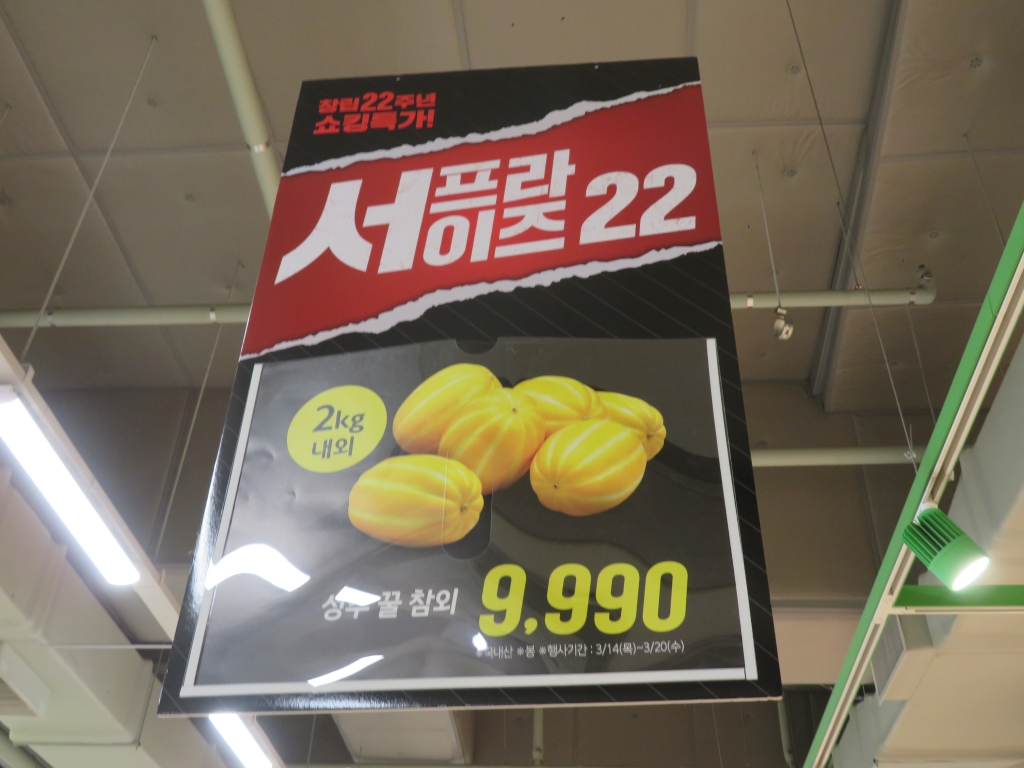 창립22주년
쇼킹특가!
서프라이즈 22
2kg
내외
성주 꿀 참외
9,990
※국내산 ※봉 ※행사기간 : 3/14(목)~3/20(수)